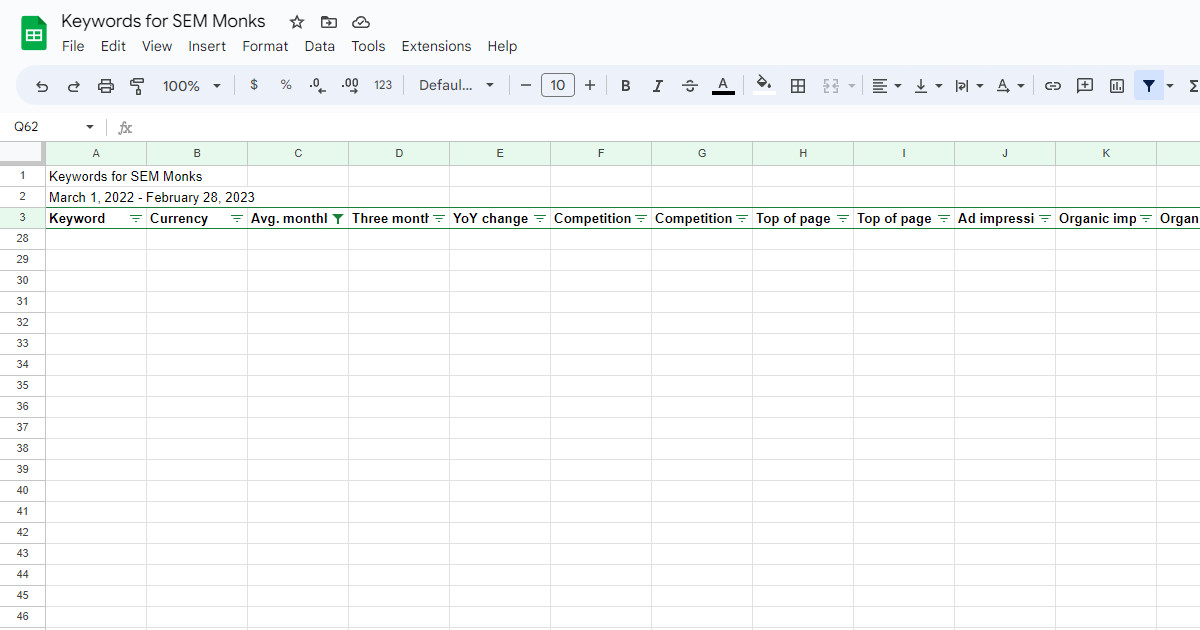 Keywords for SEM Monks
File Edit View Insert Format Data Tools Extensions Help
100% $ % .0 .00 123 Defaul... − 10 + B I S A A Σ
Q62 fx
A B C D E F G H I J K
1 Keywords for SEM Monks
2 March 1, 2022 - February 28, 2023
3 Keyword Currency Avg. monthl Three month YoY change Competition Competition Top of page Top of page Ad impressi Organic imp Organ
28
29
30
31
32
33
34
35
36
37
38
39
40
41
42
43
44
45
46